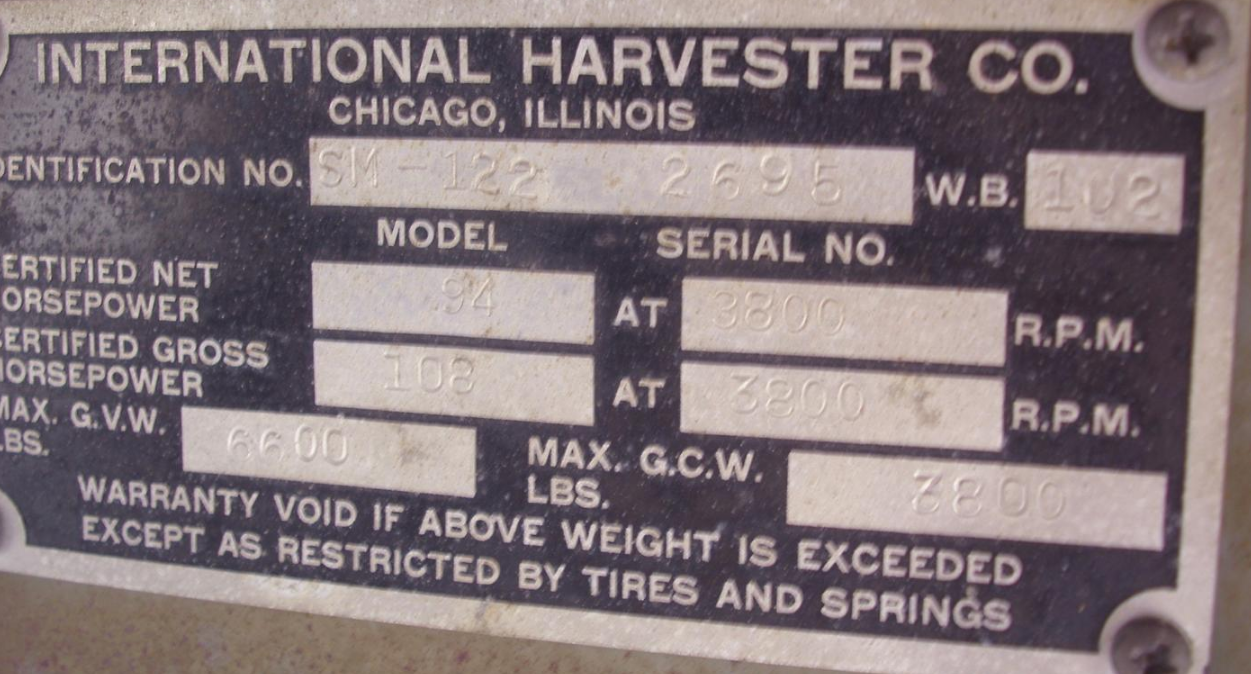 INTERNATIONAL HARVESTER CO.
CHICAGO, ILLINOIS
DENTIFICATION NO. SM-122 2695 W.B. 102
MODEL SERIAL NO.
ERTIFIED NET
ORSEPOWER 94 AT 3800 R.P.M.
ERTIFIED GROSS
HORSEPOWER 108 AT 3800 R.P.M.
MAX. G.V.W.
LBS. 6600 MAX. G.C.W.
LBS. 3800
WARRANTY VOID IF ABOVE WEIGHT IS EXCEEDED
EXCEPT AS RESTRICTED BY TIRES AND SPRINGS